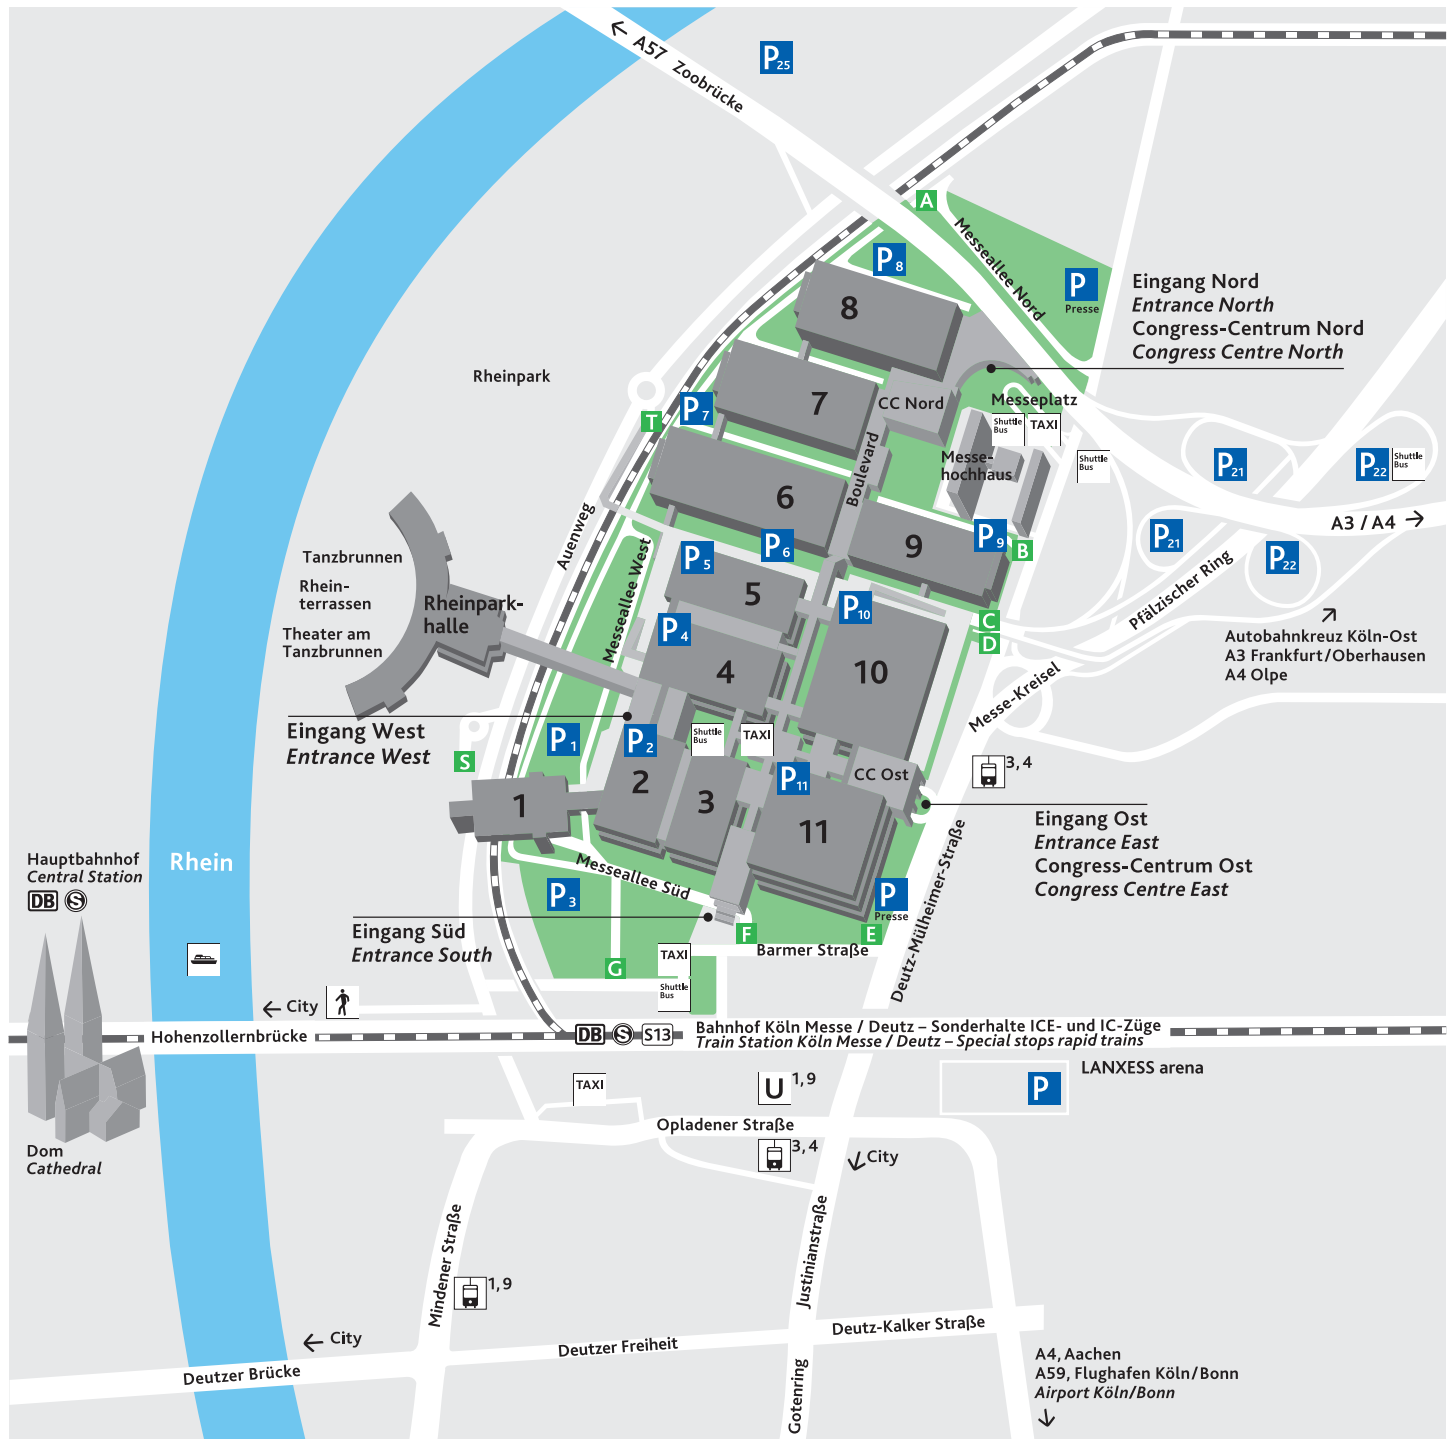 A57 Zoobrücke
P25
A
Messeallee Nord
P8
P
Presse
Eingang Nord
Entrance North
Congress-Centrum Nord
Congress Centre North
8
Rheinpark
7
CC Nord
Messeplatz
P7
T
Shuttle
Bus
TAXI
Boulevard
Messe-
hochhaus
Shuttle
Bus
P21
P22
Shuttle
Bus
6
Auenweg
A3 / A4
P9
B
9
P21
P22
P6
P5
Tanzbrunnen
Rhein-
terrassen
Theater am
Tanzbrunnen
Rheinpark-
halle
Messeallee West
5
P10
Pfälzischer Ring
C
D
P4
4
10
Autobahnkreuz Köln-Ost
A3 Frankfurt/Oberhausen
A4 Olpe
Messe-Kreisel
Eingang West
Entrance West
P1
P2
Shuttle
Bus
TAXI
S
3, 4
P11
CC Ost
1
2
3
11
Eingang Ost
Entrance East
Congress-Centrum Ost
Congress Centre East
Deutz-Mülheimer-Straße
Hauptbahnhof
Central Station
DB S
Rhein
Messeallee Süd
P3
P
Presse
Eingang Süd
Entrance South
F
E
Barmer Straße
G
TAXI
Shuttle
Bus
City
Hohenzollernbrücke
DB S S13
Bahnhof Köln Messe / Deutz – Sonderhalte ICE- und IC-Züge
Train Station Köln Messe / Deutz – Special stops rapid trains
LANXESS arena
P
TAXI
U 1, 9
Opladener Straße
3, 4
City
Dom
Cathedral
Mindener Straße
1, 9
Justinianstraße
City
Deutzer Brücke
Deutzer Freiheit
Deutz-Kalker Straße
Gotenring
A4, Aachen
A59, Flughafen Köln/Bonn
Airport Köln/Bonn